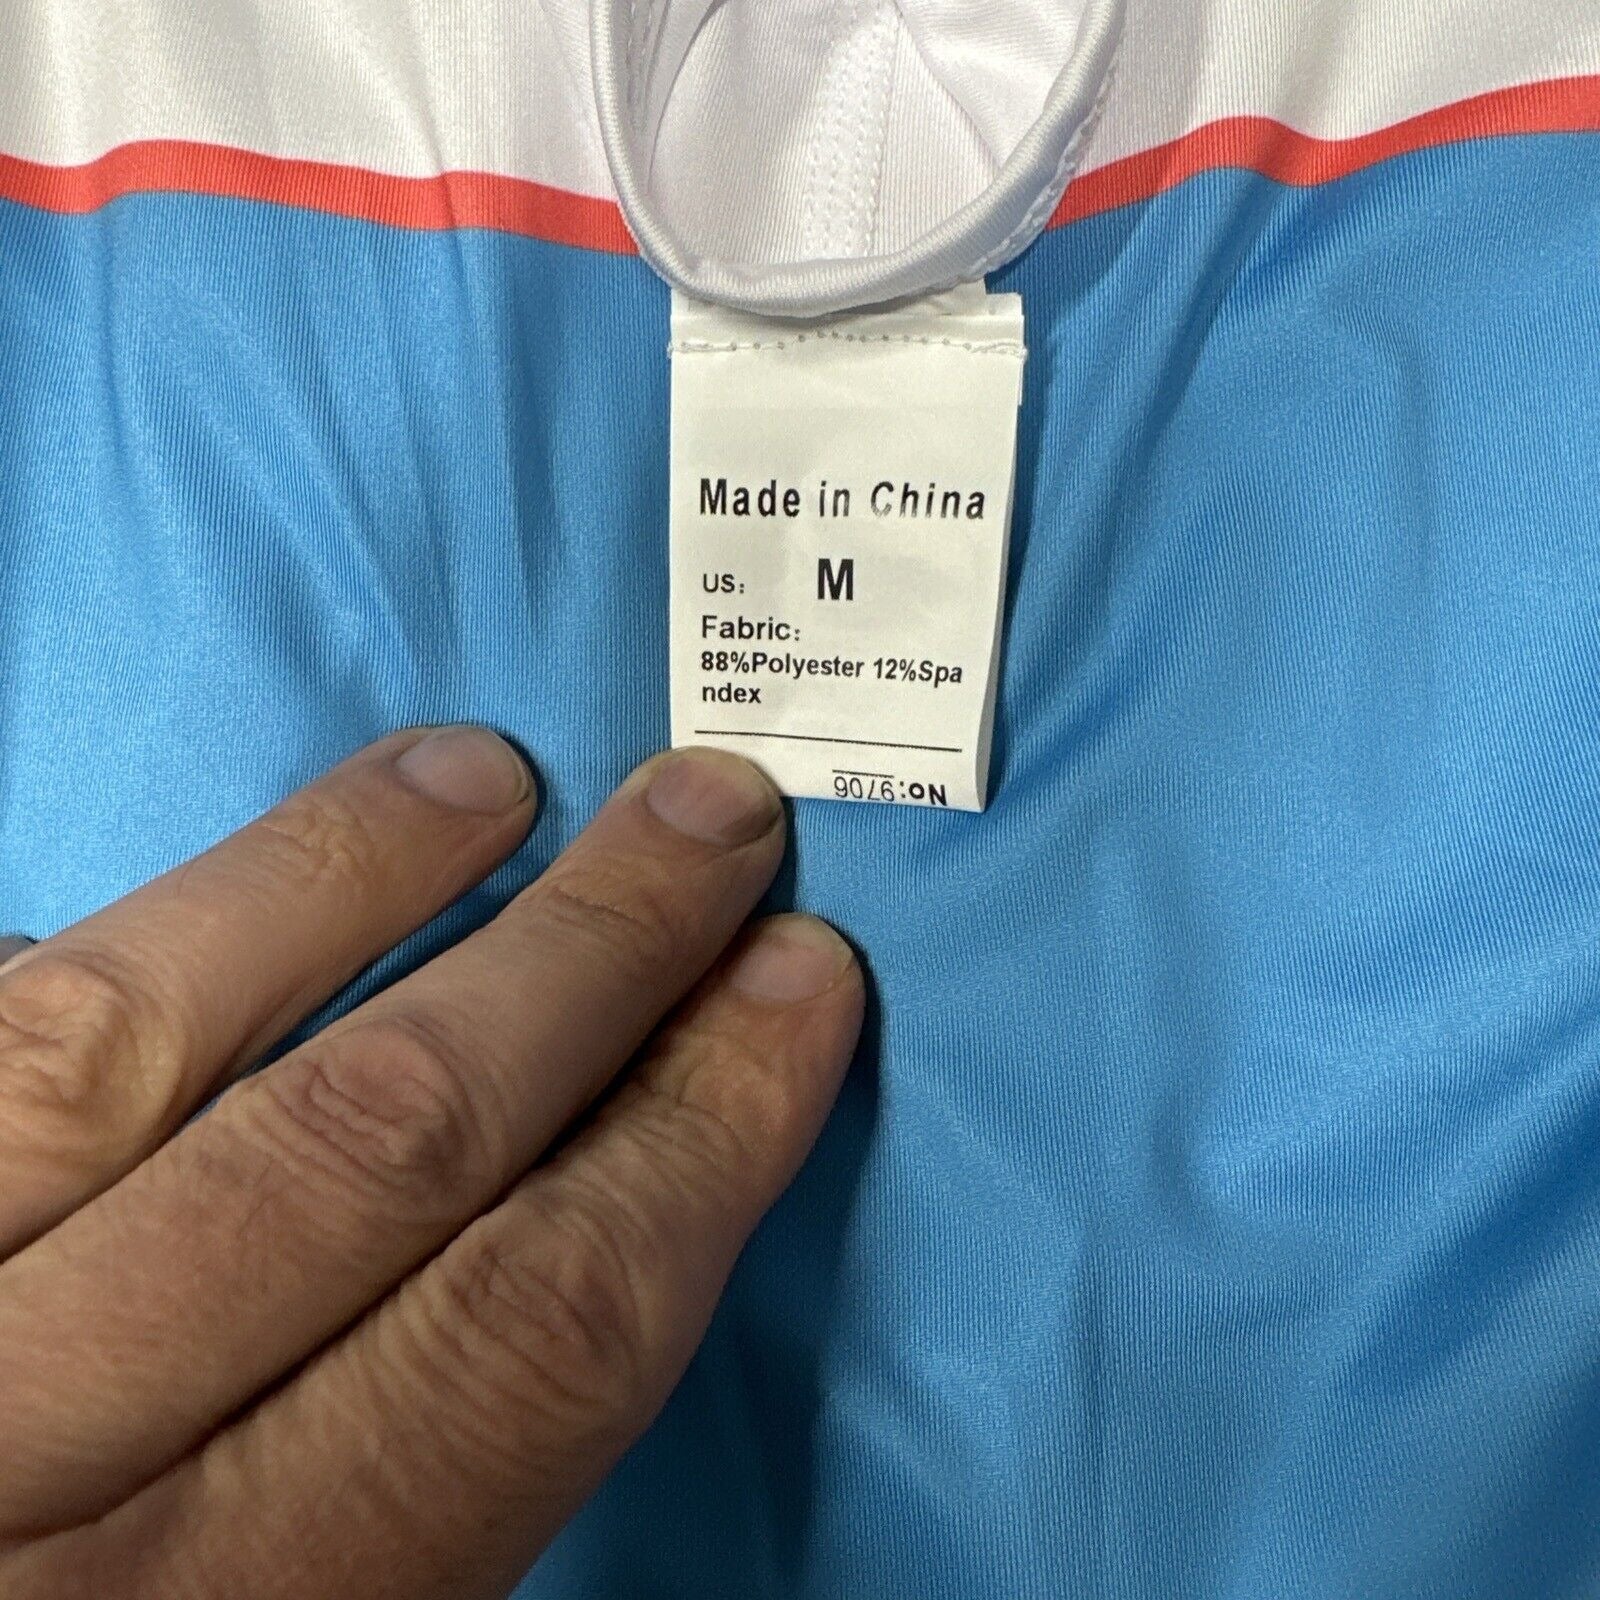 Made in China
US: M
Fabric:
88%Polyester 12%Spa
ndex
No:9706